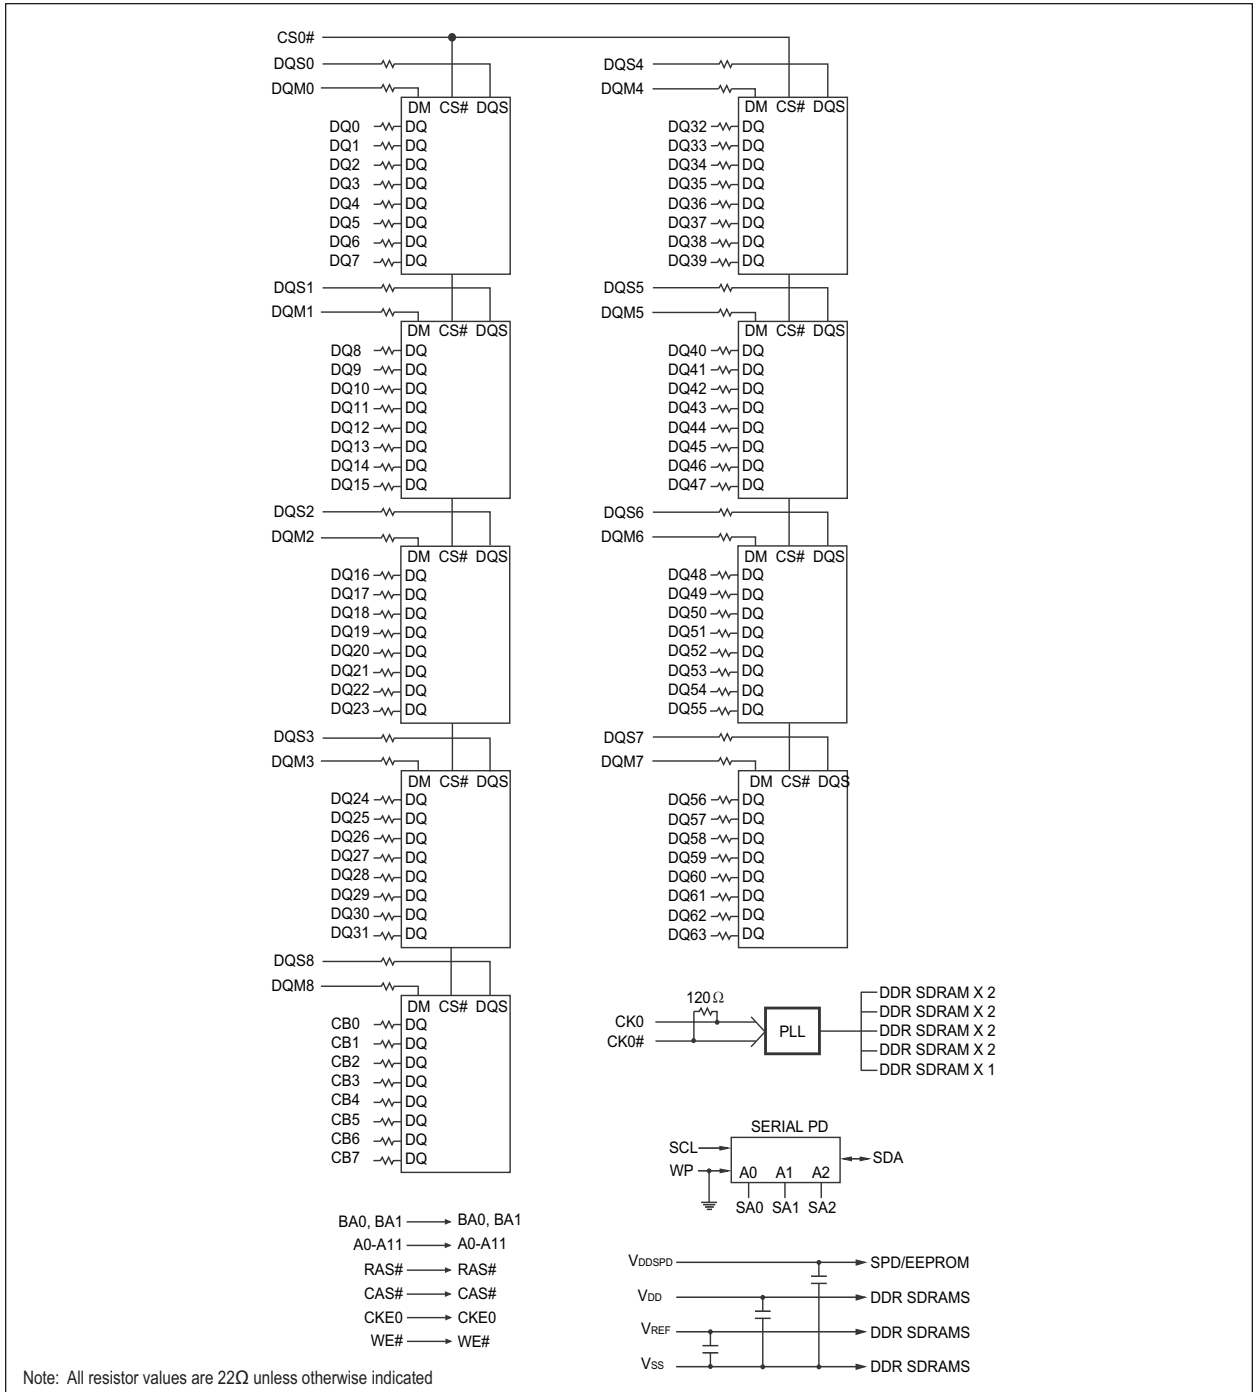 CS0#
DQS0
DQM0
DM CS# DQS
DQ0 DQ
DQ1 DQ
DQ2 DQ
DQ3 DQ
DQ4 DQ
DQ5 DQ
DQ6 DQ
DQ7 DQ
DQS1
DQM1
DM CS# DQS
DQ8 DQ
DQ9 DQ
DQ10 DQ
DQ11 DQ
DQ12 DQ
DQ13 DQ
DQ14 DQ
DQ15 DQ
DQS2
DQM2
DM CS# DQS
DQ16 DQ
DQ17 DQ
DQ18 DQ
DQ19 DQ
DQ20 DQ
DQ21 DQ
DQ22 DQ
DQ23 DQ
DQS3
DQM3
DM CS# DQS
DQ24 DQ
DQ25 DQ
DQ26 DQ
DQ27 DQ
DQ28 DQ
DQ29 DQ
DQ30 DQ
DQ31 DQ
DQS8
DQM8
DM CS# DQS
CB0 DQ
CB1 DQ
CB2 DQ
CB3 DQ
CB4 DQ
CB5 DQ
CB6 DQ
CB7 DQ
BA0, BA1 BA0, BA1
A0-A11 A0-A11
RAS# RAS#
CAS# CAS#
CKE0 CKE0
WE# WE#
DQS4
DQM4
DM CS# DQS
DQ32 DQ
DQ33 DQ
DQ34 DQ
DQ35 DQ
DQ36 DQ
DQ37 DQ
DQ38 DQ
DQ39 DQ
DQS5
DQM5
DM CS# DQS
DQ40 DQ
DQ41 DQ
DQ42 DQ
DQ43 DQ
DQ44 DQ
DQ45 DQ
DQ46 DQ
DQ47 DQ
DQS6
DQM6
DM CS# DQS
DQ48 DQ
DQ49 DQ
DQ50 DQ
DQ51 DQ
DQ52 DQ
DQ53 DQ
DQ54 DQ
DQ55 DQ
DQS7
DQM7
DM CS# DQS
DQ56 DQ
DQ57 DQ
DQ58 DQ
DQ59 DQ
DQ60 DQ
DQ61 DQ
DQ62 DQ
DQ63 DQ
120 Ω
CK0
CK0#
PLL
DDR SDRAM X 2
DDR SDRAM X 2
DDR SDRAM X 2
DDR SDRAM X 2
DDR SDRAM X 1
SERIAL PD
SCL
WP
A0 A1 A2
SDA
SA0 SA1 SA2
VDDSPD SPD/EEPROM
VDD DDR SDRAMS
VREF DDR SDRAMS
VSS DDR SDRAMS
Note: All resistor values are 22Ω unless otherwise indicated